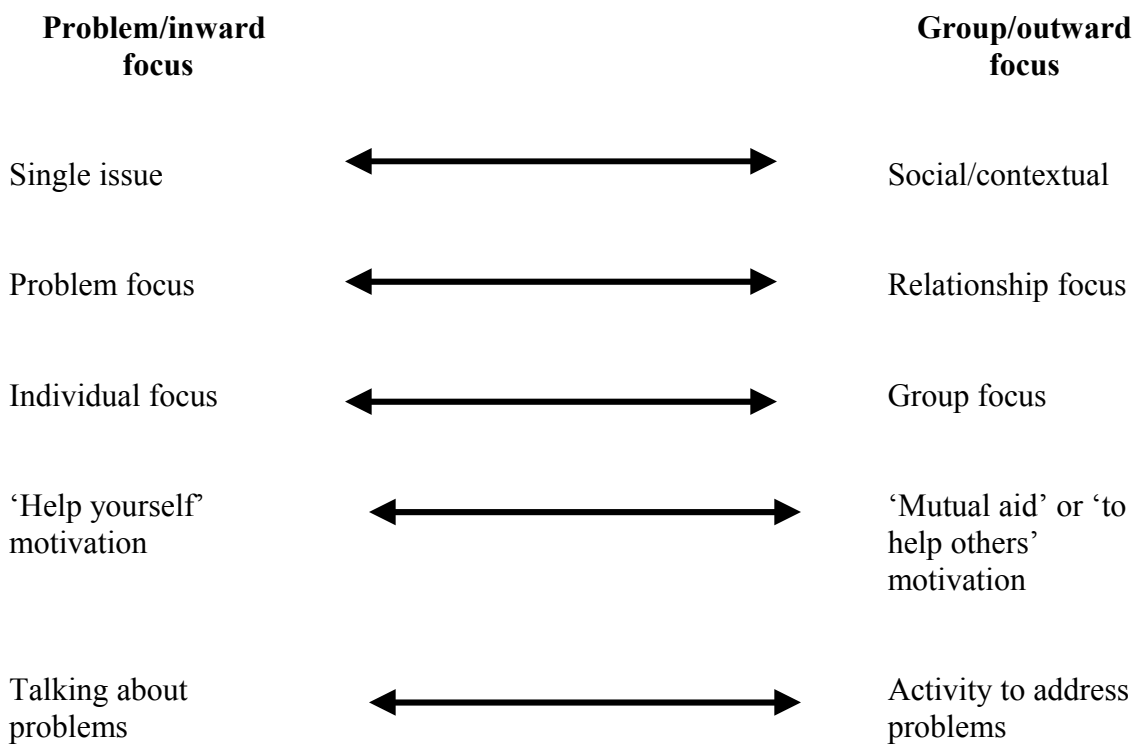 Problem/inward
focus
Group/outward
focus
Single issue
Social/contextual
Problem focus
Relationship focus
Individual focus
Group focus
‘Help yourself’
motivation
‘Mutual aid’ or ‘to
help others’
motivation
Talking about
problems
Activity to address
problems